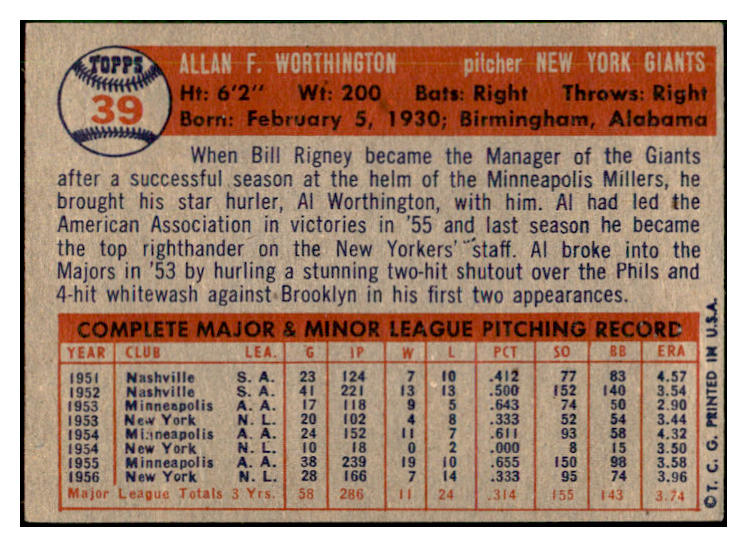 TOPPS
39
ALLAN F. WORTHINGTON pitcher NEW YORK GIANTS
Ht: 6'2" Wt: 200 Bats: Right Throws: Right
Born: February 5, 1930; Birmingham, Alabama
When Bill Rigney became the Manager of the Giants
after a successful season at the helm of the Minneapolis Millers, he
brought his star hurler, Al Worthington, with him. Al had led the
American Association in victories in '55 and last season he became
the top righthander on the New Yorkers' staff. Al broke into the
Majors in '53 by hurling a stunning two-hit shutout over the Phils and
4-hit whitewash against Brooklyn in his first two appearances.
COMPLETE MAJOR & MINOR LEAGUE PITCHING RECORD
YEAR CLUB LEA. G IP W L PCT SO BB ERA
1951 Nashville S. A. 23 124 7 10 .412 77 83 4.57
1952 Nashville S. A. 41 221 13 13 .500 152 140 3.54
1953 Minneapolis A. A. 17 118 9 5 .643 74 50 2.90
1953 New York N. L. 20 102 4 8 .333 52 54 3.44
1954 Minneapolis A. A. 24 152 11 7 .611 93 58 4.32
1954 New York N. L. 10 18 0 2 .000 8 15 3.50
1955 Minneapolis A. A. 38 239 19 10 .655 150 98 3.58
1956 New York N. L. 28 166 7 14 .333 95 74 3.96
Major League Totals 3 Yrs. 58 286 11 24 .314 155 143 3.74
©T. C. G. PRINTED IN U.S.A.